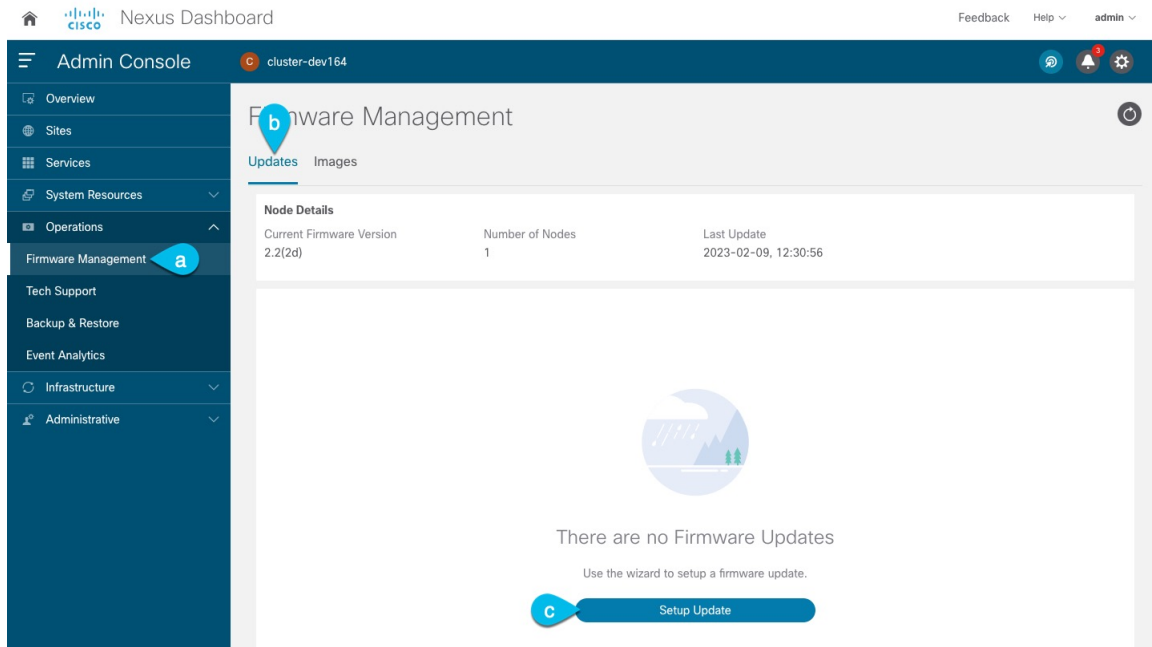 CISCO Nexus Dashboard Feedback Help admin
Admin Console C cluster-dev164 3
Overview
Sites
Services
System Resources
Operations
Firmware Management a
Tech Support
Backup & Restore
Event Analytics
Infrastructure
Administrative
Firmware Management
b
Updates Images
Node Details
Current Firmware Version Number of Nodes Last Update
2.2(2d) 1 2023-02-09, 12:30:56
There are no Firmware Updates
Use the wizard to setup a firmware update.
c Setup Update